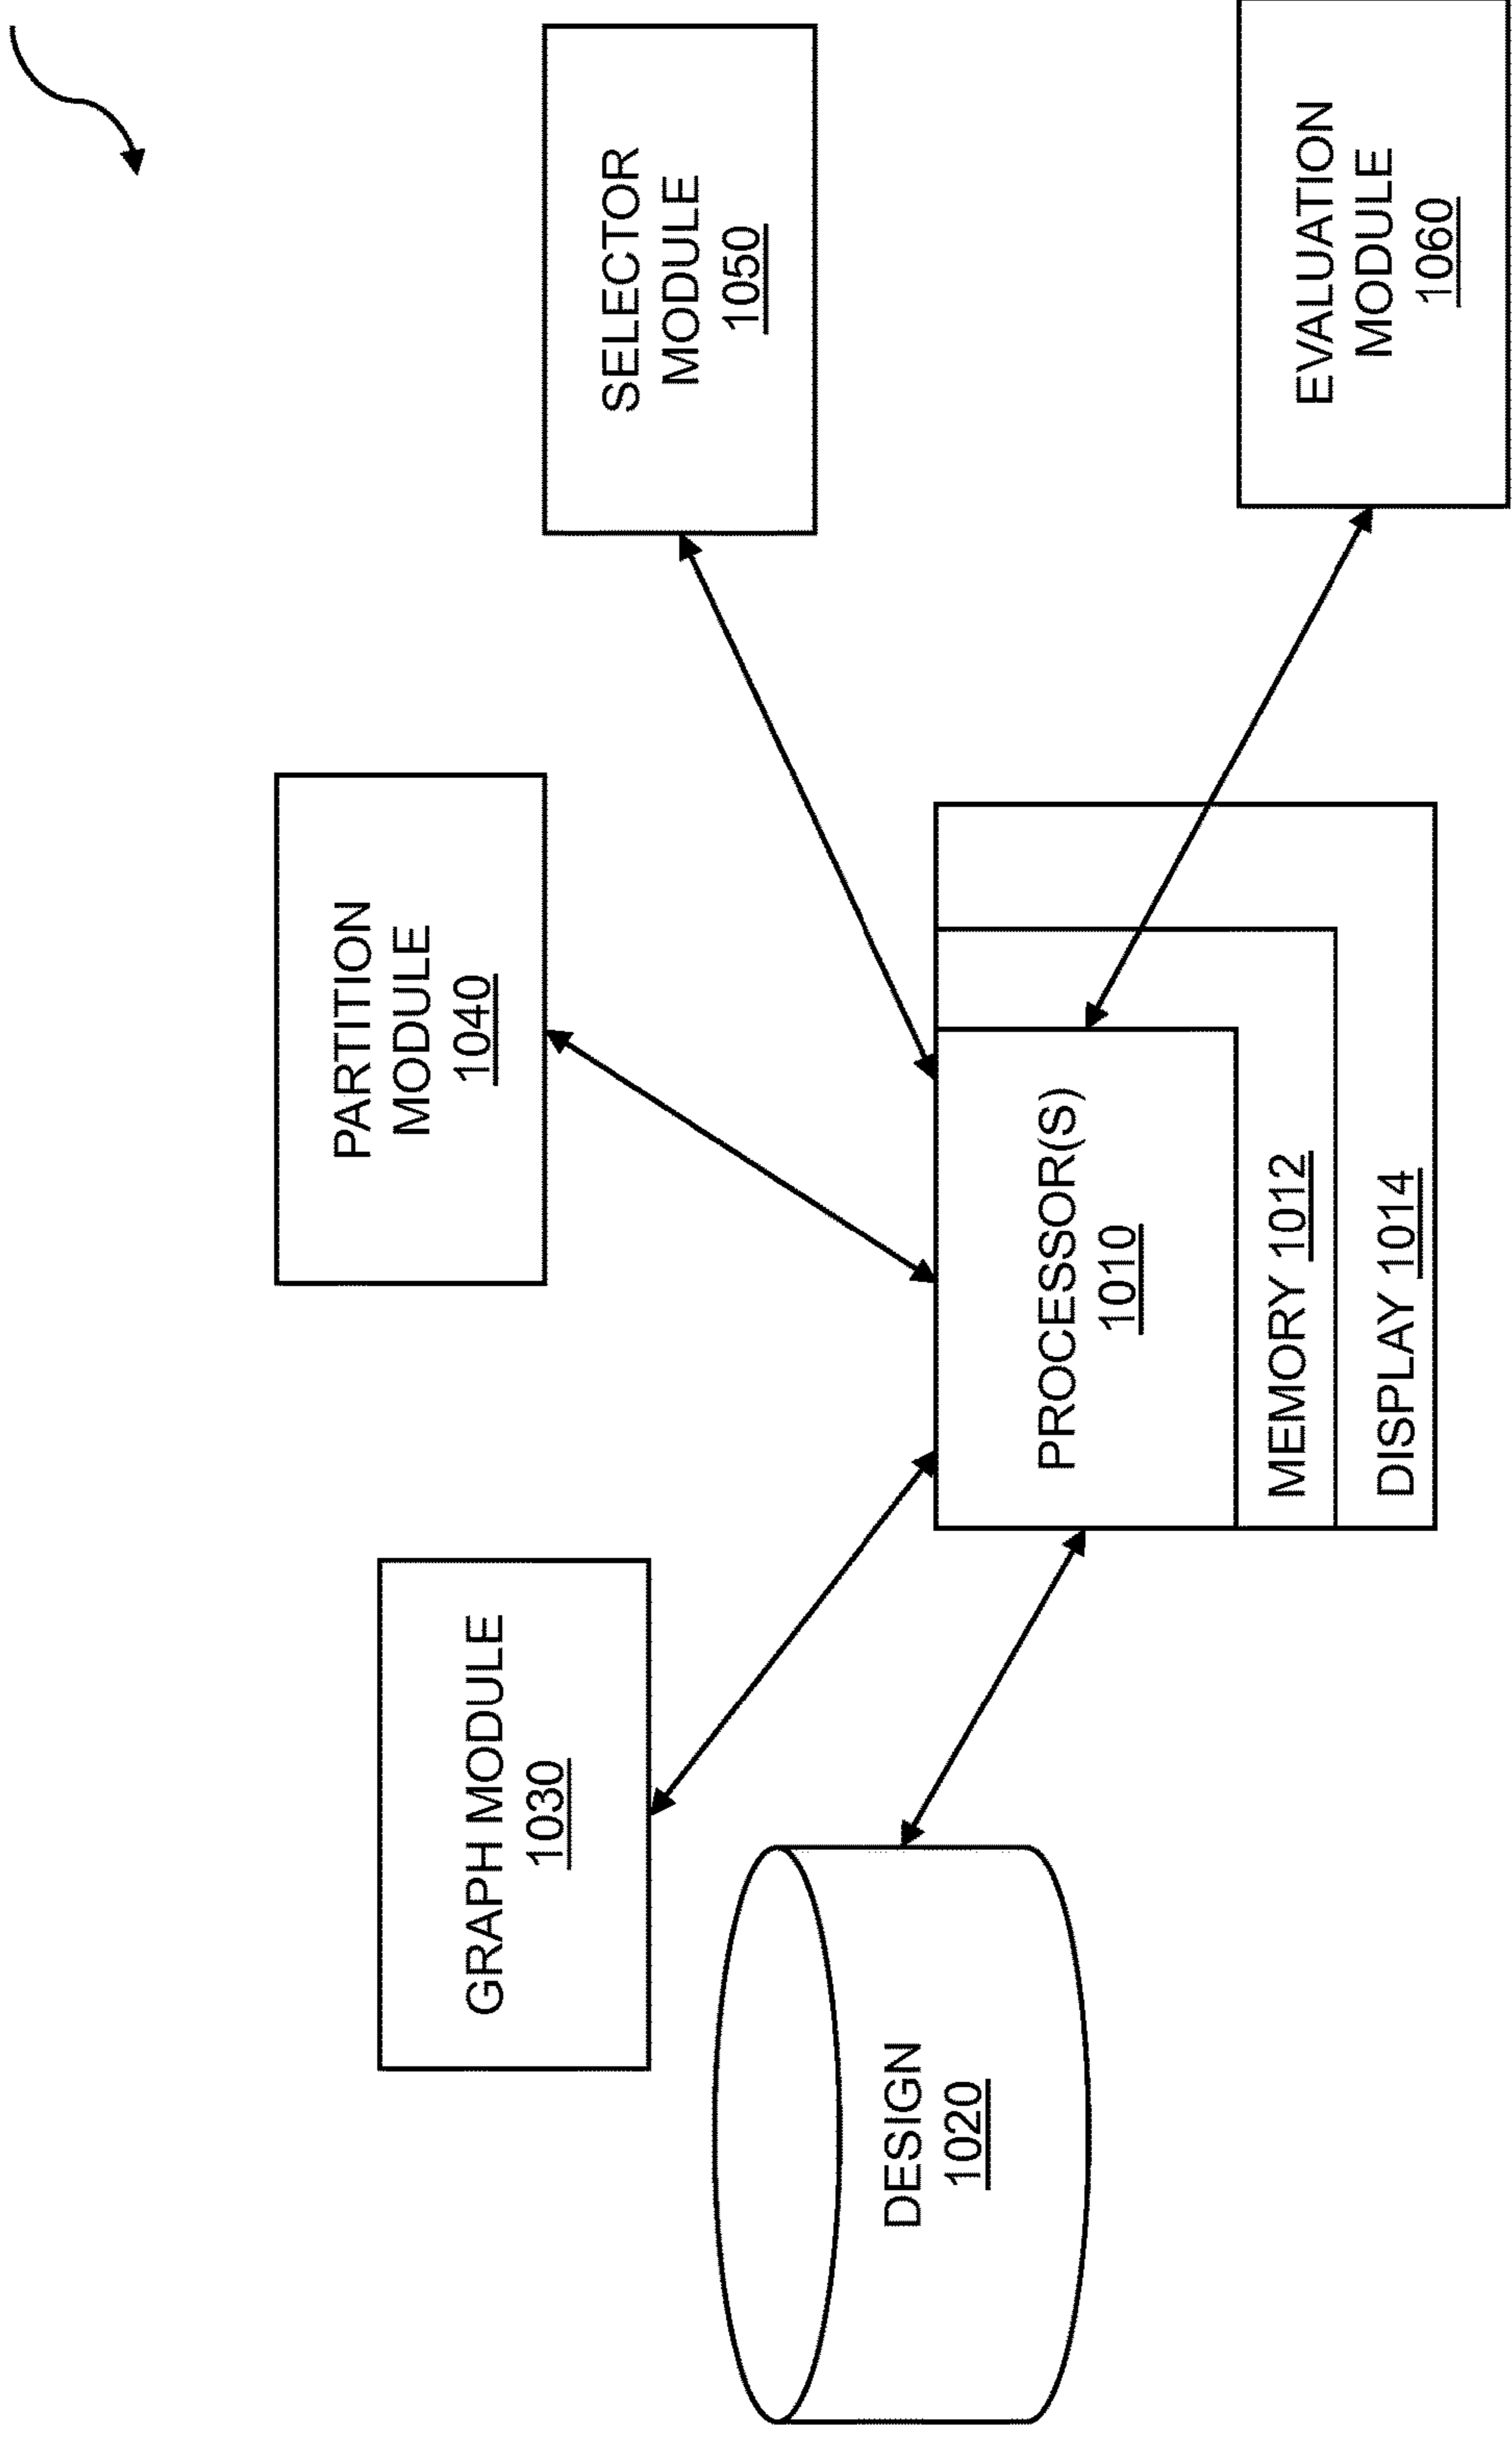 GRAPH MODULE
1030
PARTITION
MODULE
1040
SELECTOR
MODULE
1050
DESIGN
1020
PROCESSOR(S)
1010
MEMORY 1012
DISPLAY 1014
EVALUATION
MODULE
1060